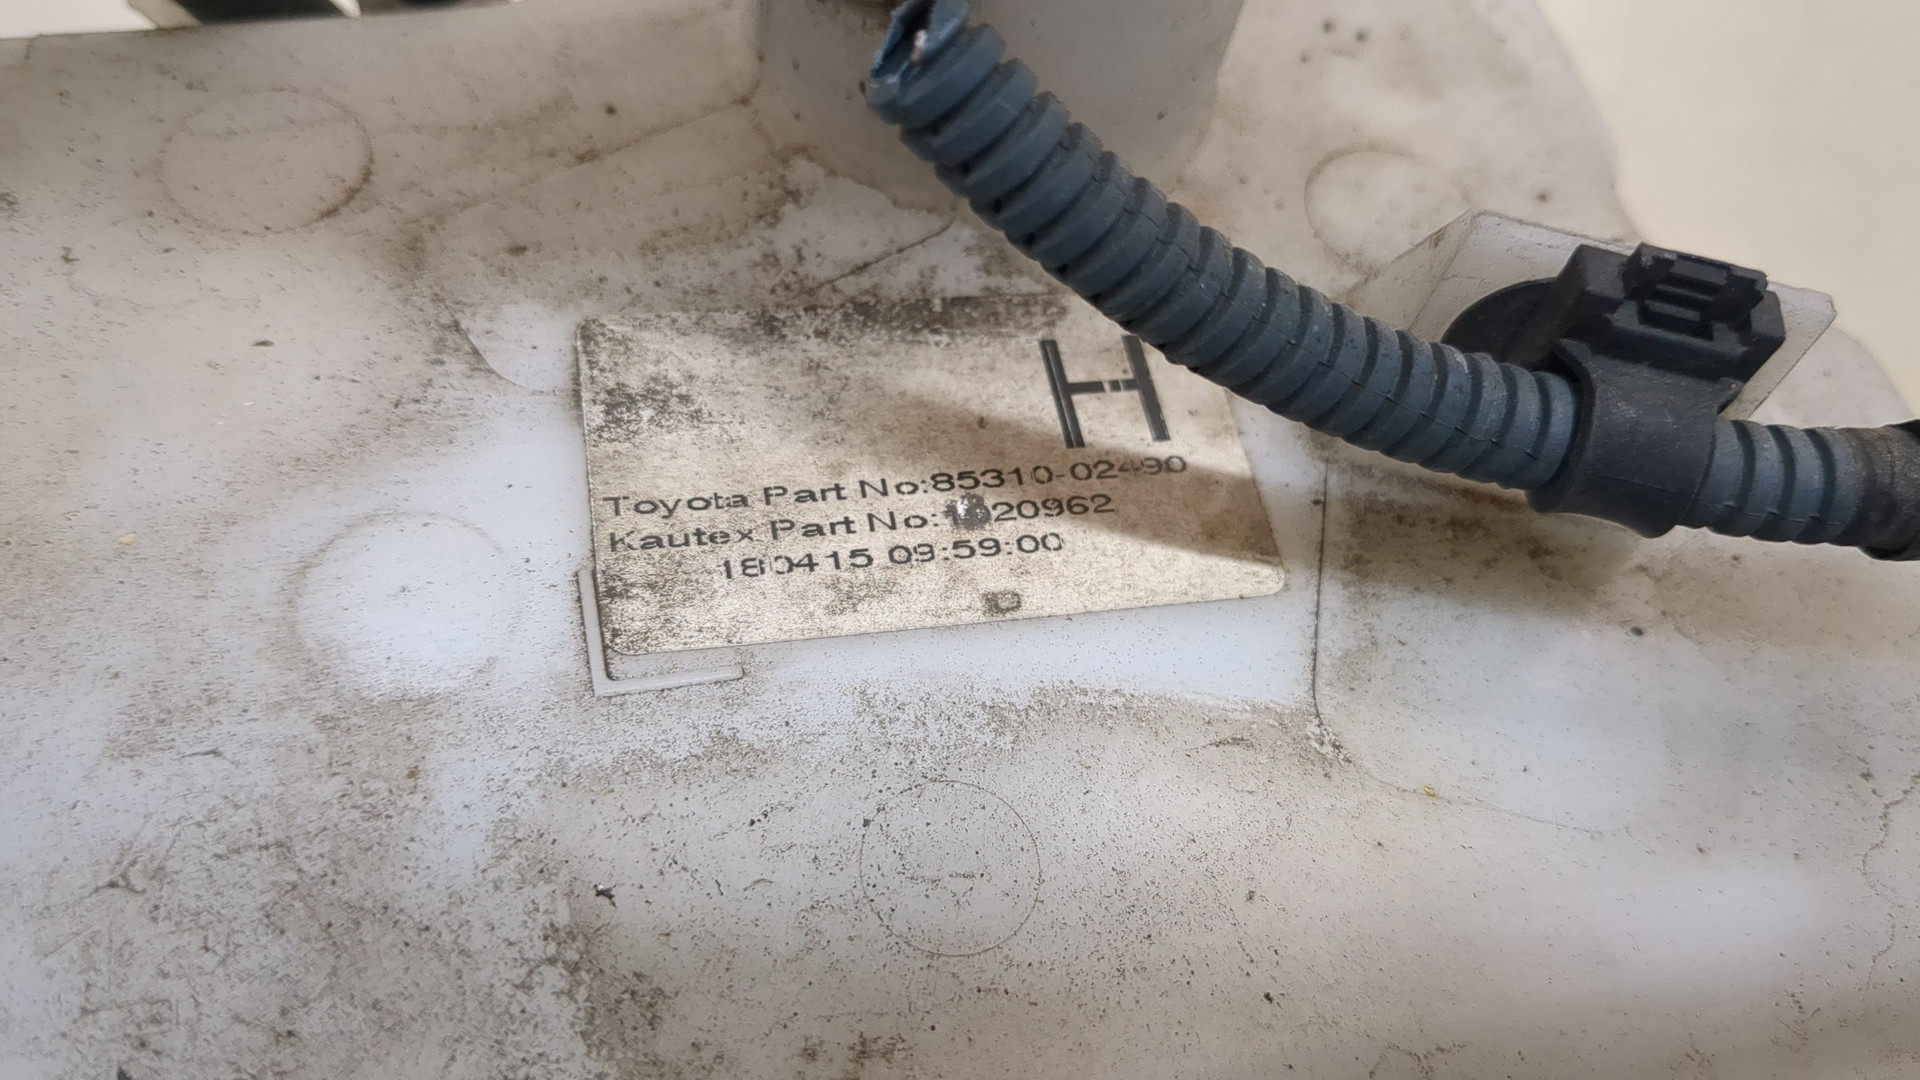 H
Toyota Part No:85310-02490
Kautex Part No:
180415 09:59:00